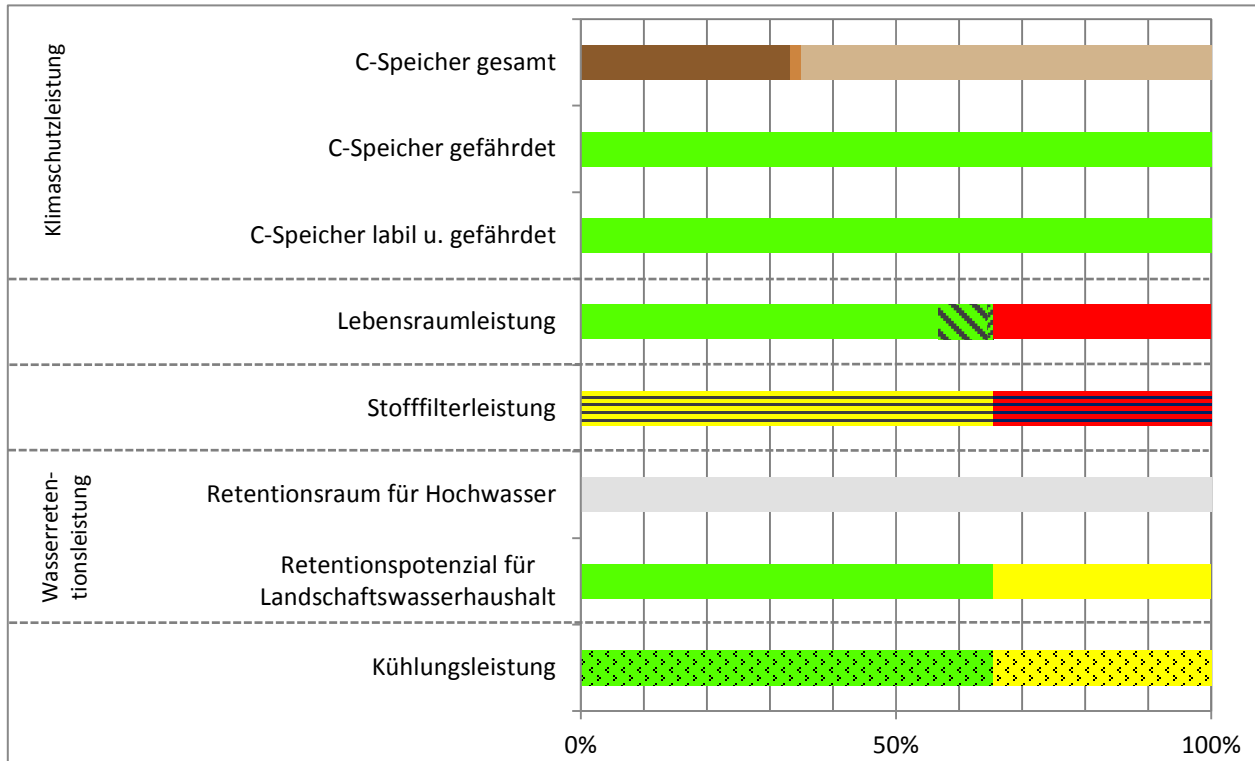 Klimaschutzleistung
C-Speicher gesamt
C-Speicher gefährdet
C-Speicher labil u. gefährdet
Lebensraumleistung
Stofffilterleistung
Wasserreten-
tionsleistung
Retentionsraum für Hochwasser
Retentionspotenzial für
Landschaftswasserhaushalt
Kühlungsleistung
0%
50%
100%